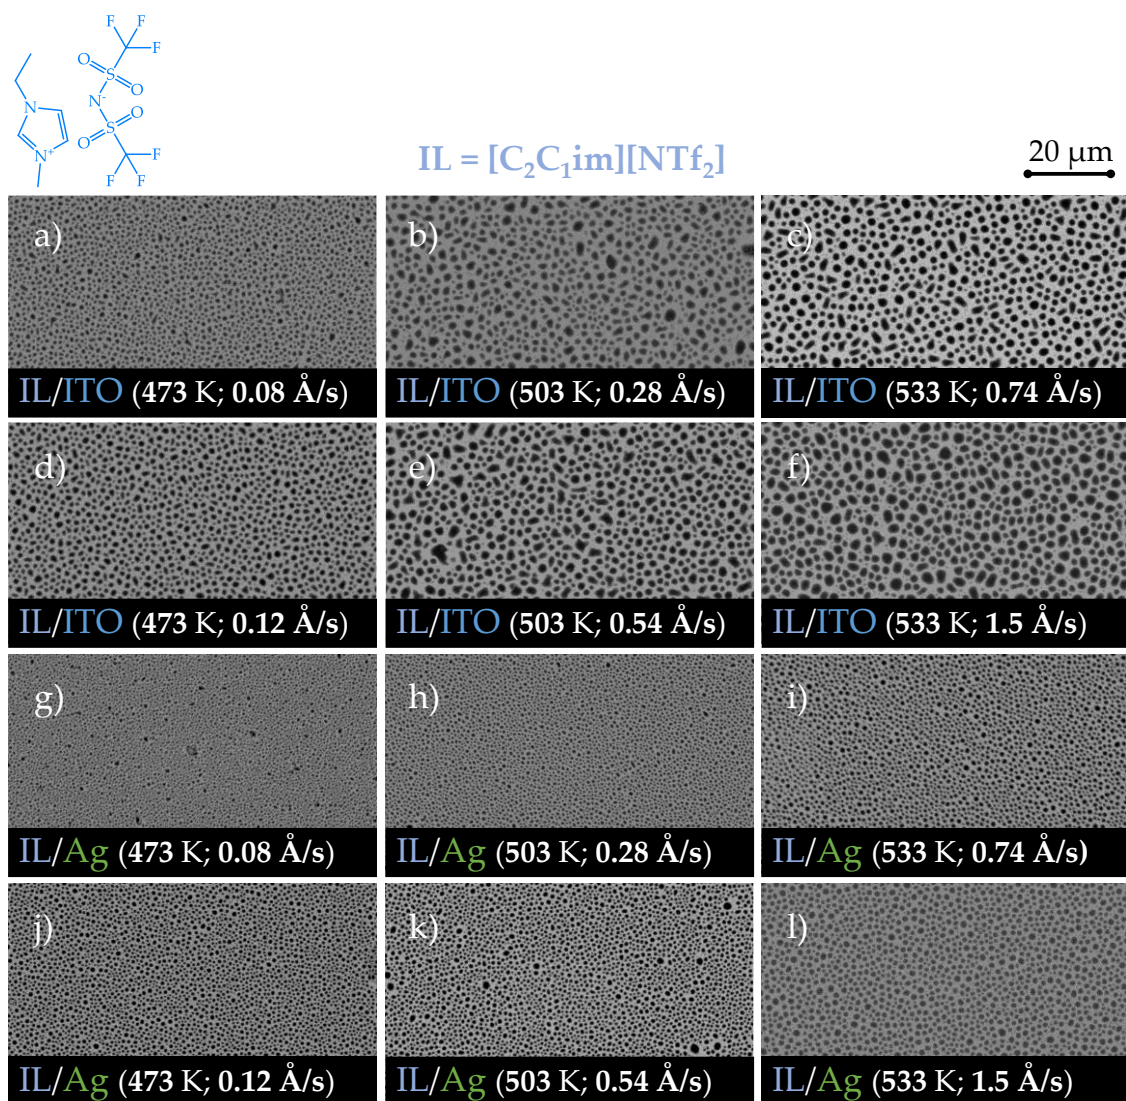 F F
F
O
S
O
N-
O
S
O
F
F
F
N
N+
IL = [C₂C₁im][NTf₂]
20 µm
a)
b)
c)
IL/ITO (473 K; 0.08 Å/s)
IL/ITO (503 K; 0.28 Å/s)
IL/ITO (533 K; 0.74 Å/s)
d)
e)
f)
IL/ITO (473 K; 0.12 Å/s)
IL/ITO (503 K; 0.54 Å/s)
IL/ITO (533 K; 1.5 Å/s)
g)
h)
i)
IL/Ag (473 K; 0.08 Å/s)
IL/Ag (503 K; 0.28 Å/s)
IL/Ag (533 K; 0.74 Å/s)
j)
k)
l)
IL/Ag (473 K; 0.12 Å/s)
IL/Ag (503 K; 0.54 Å/s)
IL/Ag (533 K; 1.5 Å/s)